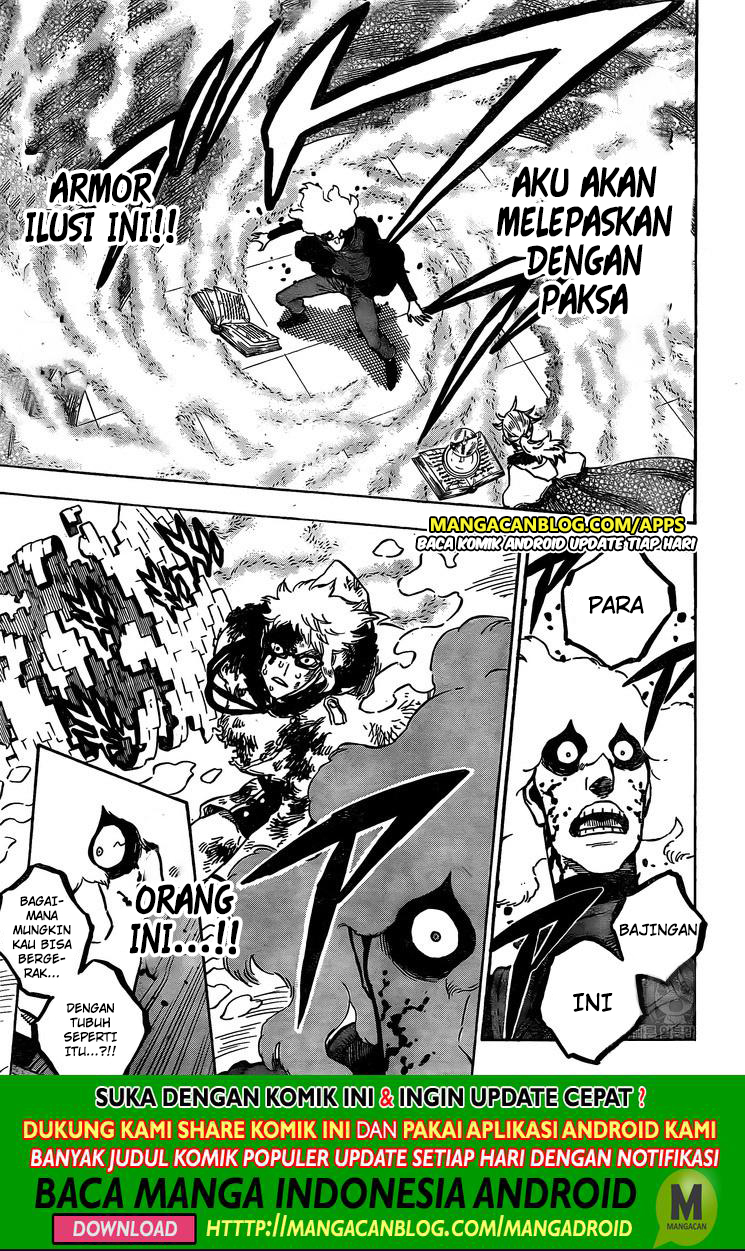 AKU AKAN
MELEPASKAN
DENGAN
PAKSA
ARMOR
ILUSI INI!!
MANGACANBLOG.COM/APPS
BACA KOMIK ANDROID UPDATE TIAP HARI
PARA
BAJINGAN
INI
ORANG
INI...!!
BAGAI-
MANA
MUNGKIN
KAU BISA
BERGE-
RAK...
DENGAN
TUBUH
SEPERTI
ITU...?!!
SUKA DENGAN KOMIK INI & INGIN UPDATE CEPAT ?
DUKUNG KAMI SHARE KOMIK INI DAN PAKAI APLIKASI ANDROID KAMI
BANYAK JUDUL KOMIK POPULER UPDATE SETIAP HARI DENGAN NOTIFIKASI
BACA MANGA INDONESIA ANDROID
DOWNLOAD
HTTTP://MANGACANBLOG.COM/MANGADROID
M
MANGACAN